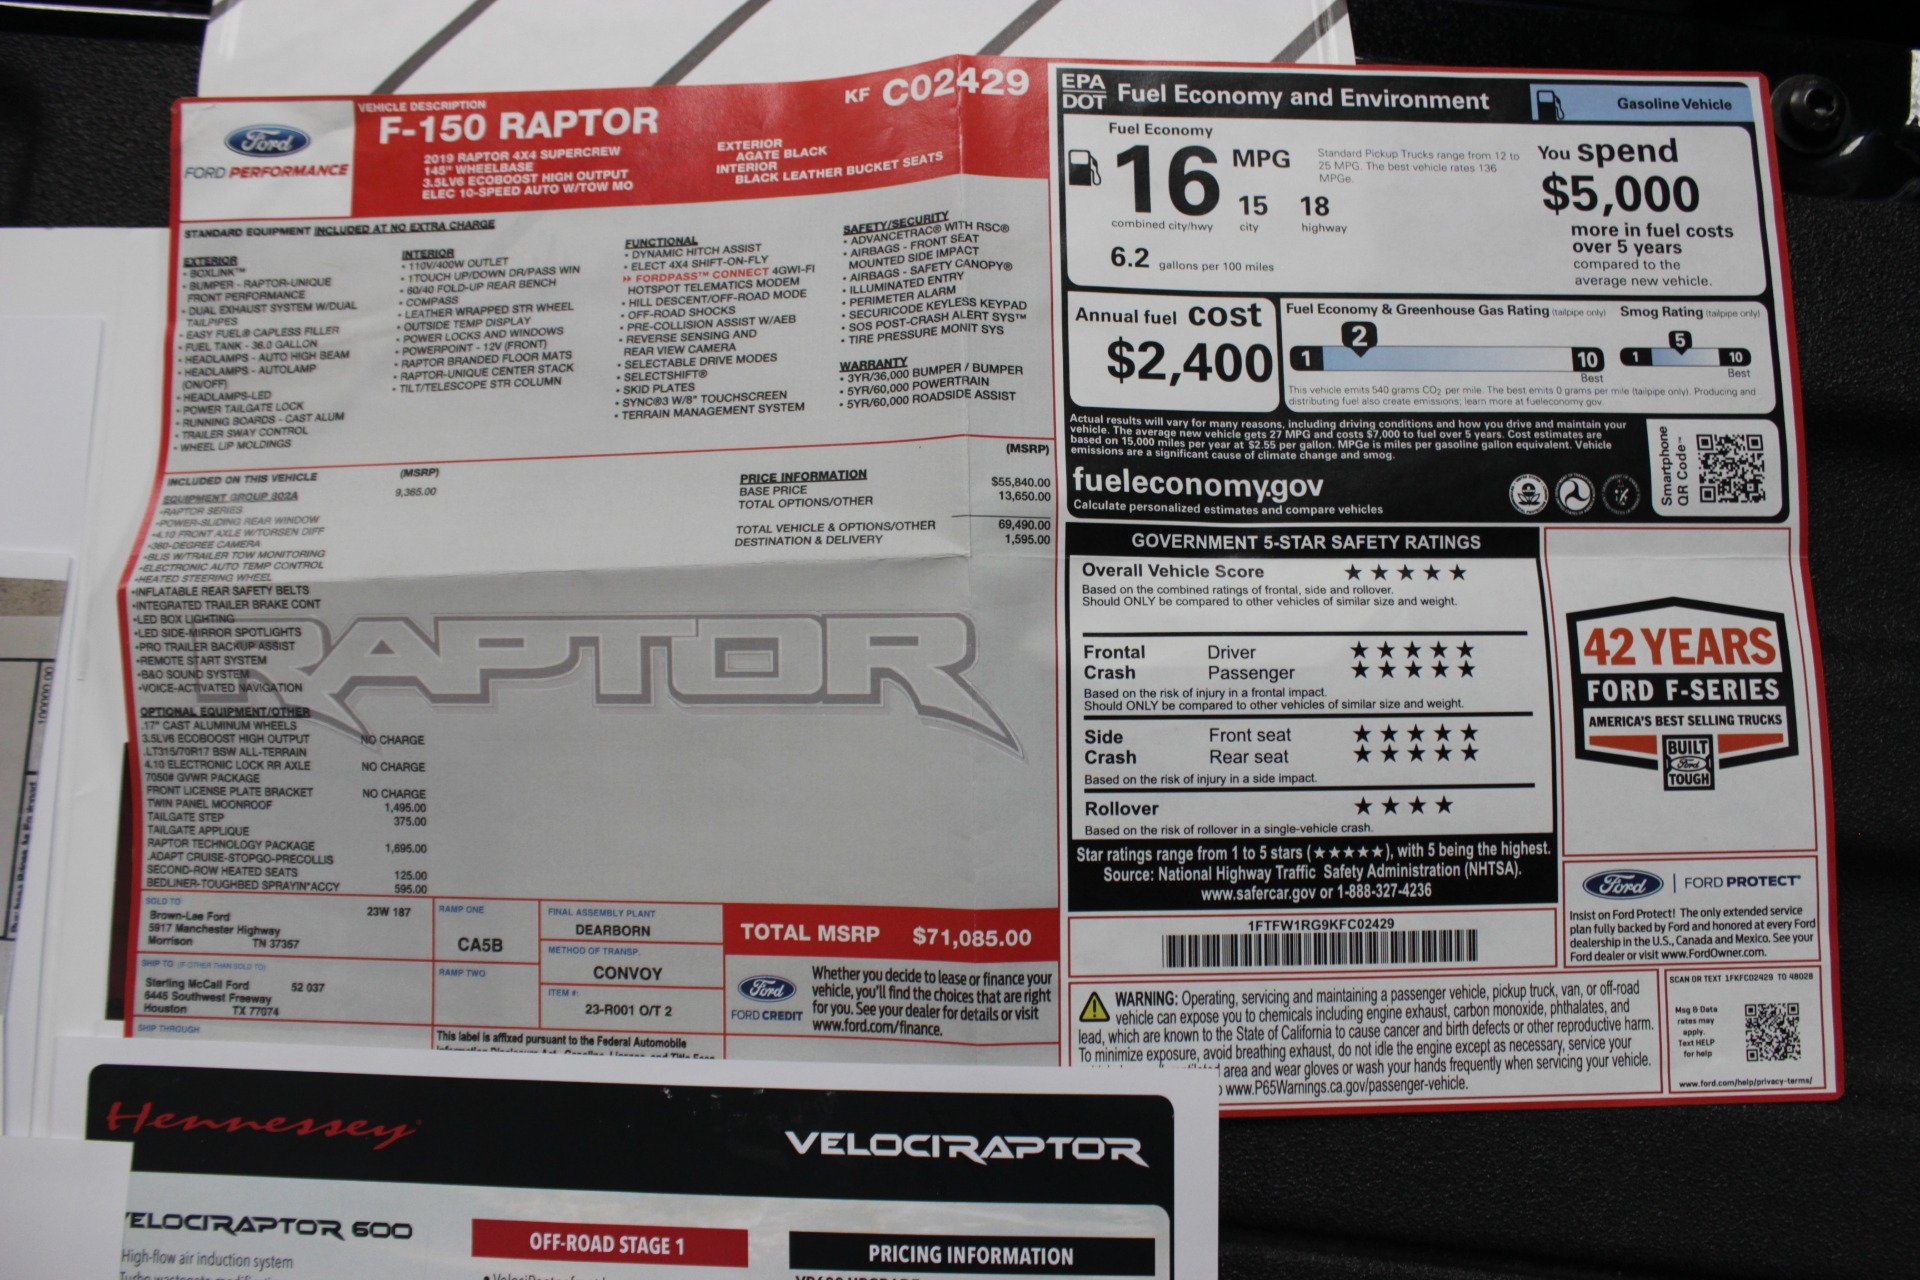 Ford
FORD PERFORMANCE
VEHICLE DESCRIPTION
F-150 RAPTOR
2019 RAPTOR 4X4 SUPERCREW
145" WHEELBASE
3.5LV6 ECOBOOST HIGH OUTPUT
ELEC 10-SPEED AUTO W/TOW MO
KF C02429
EXTERIOR
AGATE BLACK
INTERIOR
BLACK LEATHER BUCKET SEATS
STANDARD EQUIPMENT INCLUDED AT NO EXTRA CHARGE
EXTERIOR
• BOXLINK™
• BUMPER - RAPTOR-UNIQUE
FRONT PERFORMANCE
• DUAL EXHAUST SYSTEM W/DUAL
TAILPIPES
• EASY FUEL® CAPLESS FILLER
• FUEL TANK - 36.0 GALLON
• HEADLAMPS - AUTO HIGH BEAM
• HEADLAMPS - AUTOLAMP
(ON/OFF)
• HEADLAMPS-LED
• POWER TAILGATE LOCK
• RUNNING BOARDS - CAST ALUM
• TRAILER SWAY CONTROL
• WHEEL LIP MOLDINGS
INTERIOR
• 110V/400W OUTLET
• 1TOUCH UP/DOWN DR/PASS WIN
• 60/40 FOLD-UP REAR BENCH
• COMPASS
• LEATHER WRAPPED STR WHEEL
• OUTSIDE TEMP DISPLAY
• POWER LOCKS AND WINDOWS
• POWERPOINT - 12V (FRONT)
• RAPTOR BRANDED FLOOR MATS
• RAPTOR-UNIQUE CENTER STACK
• TILT/TELESCOPE STR COLUMN
FUNCTIONAL
• DYNAMIC HITCH ASSIST
• ELECT 4X4 SHIFT-ON-FLY
» FORDPASS™ CONNECT 4GWI-FI
HOTSPOT TELEMATICS MODEM
• HILL DESCENT/OFF-ROAD MODE
• OFF-ROAD SHOCKS
• PRE-COLLISION ASSIST W/AEB
• REVERSE SENSING AND
REAR VIEW CAMERA
• SELECTABLE DRIVE MODES
• SELECTSHIFT®
• SKID PLATES
• SYNC®3 W/8" TOUCHSCREEN
• TERRAIN MANAGEMENT SYSTEM
SAFETY/SECURITY
• ADVANCETRAC® WITH RSC®
• AIRBAGS - FRONT SEAT
MOUNTED SIDE IMPACT
• AIRBAGS - SAFETY CANOPY®
• ILLUMINATED ENTRY
• PERIMETER ALARM
• SECURICODE KEYLESS KEYPAD
• SOS POST-CRASH ALERT SYS™
• TIRE PRESSURE MONIT SYS
WARRANTY
• 3YR/36,000 BUMPER / BUMPER
• 5YR/60,000 POWERTRAIN
• 5YR/60,000 ROADSIDE ASSIST
INCLUDED ON THIS VEHICLE (MSRP)
EQUIPMENT GROUP 802A 9,365.00
•RAPTOR SERIES
•POWER-SLIDING REAR WINDOW
•4.10 FRONT AXLE W/TORSEN DIFF
•360-DEGREE CAMERA
•BLIS W/TRAILER TOW MONITORING
•ELECTRONIC AUTO TEMP CONTROL
•HEATED STEERING WHEEL
•INFLATABLE REAR SAFETY BELTS
•INTEGRATED TRAILER BRAKE CONT
•LED BOX LIGHTING
•LED SIDE-MIRROR SPOTLIGHTS
•PRO TRAILER BACKUP ASSIST
•REMOTE START SYSTEM
•B&O SOUND SYSTEM
•VOICE-ACTIVATED NAVIGATION
OPTIONAL EQUIPMENT/OTHER
.17" CAST ALUMINUM WHEELS
3.5LV6 ECOBOOST HIGH OUTPUT NO CHARGE
.LT315/70R17 BSW ALL-TERRAIN
4.10 ELECTRONIC LOCK RR AXLE NO CHARGE
7050# GVWR PACKAGE
FRONT LICENSE PLATE BRACKET NO CHARGE
TWIN PANEL MOONROOF 1,495.00
TAILGATE STEP 375.00
TAILGATE APPLIQUE
RAPTOR TECHNOLOGY PACKAGE 1,695.00
.ADAPT CRUISE-STOPGO-PRECOLLIS
SECOND-ROW HEATED SEATS 125.00
BEDLINER-TOUGHBED SPRAYIN*ACCY 595.00
(MSRP)
PRICE INFORMATION
BASE PRICE $55,840.00
TOTAL OPTIONS/OTHER 13,650.00
TOTAL VEHICLE & OPTIONS/OTHER 69,490.00
DESTINATION & DELIVERY 1,595.00
RAPTOR
SOLD TO
Brown-Lee Ford 23W 187
5917 Manchester Highway
Morrison TN 37357
SHIP TO (IF OTHER THAN SOLD TO)
Sterling McCall Ford 52 037
6445 Southwest Freeway
Houston TX 77074
SHIP THROUGH
RAMP ONE
CA5B
RAMP TWO
FINAL ASSEMBLY PLANT
DEARBORN
METHOD OF TRANSP.
CONVOY
ITEM #:
23-R001 O/T 2
This label is affixed pursuant to the Federal Automobile
TOTAL MSRP $71,085.00
Ford
FORD CREDIT
Whether you decide to lease or finance your
vehicle, you'll find the choices that are right
for you. See your dealer for details or visit
www.ford.com/finance.
EPA
DOT
Fuel Economy and Environment
Gasoline Vehicle
Fuel Economy
16 MPG
combined city/hwy
15
city
18
highway
6.2 gallons per 100 miles
Standard Pickup Trucks range from 12 to
25 MPG. The best vehicle rates 136
MPGe.
You spend
$5,000
more in fuel costs
over 5 years
compared to the
average new vehicle.
Annual fuel cost
$2,400
Fuel Economy & Greenhouse Gas Rating (tailpipe only)
1 2 10
Best
Smog Rating (tailpipe only)
1 5 10
Best
This vehicle emits 540 grams CO2 per mile. The best emits 0 grams per mile (tailpipe only). Producing and
distributing fuel also create emissions; learn more at fueleconomy.gov.
Actual results will vary for many reasons, including driving conditions and how you drive and maintain your
vehicle. The average new vehicle gets 27 MPG and costs $7,000 to fuel over 5 years. Cost estimates are
based on 15,000 miles per year at $2.55 per gallon. MPGe is miles per gasoline gallon equivalent. Vehicle
emissions are a significant cause of climate change and smog.
fueleconomy.gov
Calculate personalized estimates and compare vehicles
Smartphone
QR Code™
GOVERNMENT 5-STAR SAFETY RATINGS
Overall Vehicle Score ★★★★★
Based on the combined ratings of frontal, side and rollover.
Should ONLY be compared to other vehicles of similar size and weight.
Frontal Driver ★★★★★
Crash Passenger ★★★★★
Based on the risk of injury in a frontal impact.
Should ONLY be compared to other vehicles of similar size and weight.
Side Front seat ★★★★★
Crash Rear seat ★★★★★
Based on the risk of injury in a side impact.
Rollover ★★★★
Based on the risk of rollover in a single-vehicle crash.
Star ratings range from 1 to 5 stars (★★★★★), with 5 being the highest.
Source: National Highway Traffic Safety Administration (NHTSA).
www.safercar.gov or 1-888-327-4236
1FTFW1RG9KFC02429
42 YEARS
FORD F-SERIES
AMERICA'S BEST SELLING TRUCKS
BUILT
Ford
TOUGH
Ford | FORD PROTECT
Insist on Ford Protect! The only extended service
plan fully backed by Ford and honored at every Ford
dealership in the U.S., Canada and Mexico. See your
Ford dealer or visit www.FordOwner.com.
WARNING: Operating, servicing and maintaining a passenger vehicle, pickup truck, van, or off-road
vehicle can expose you to chemicals including engine exhaust, carbon monoxide, phthalates, and
lead, which are known to the State of California to cause cancer and birth defects or other reproductive harm.
To minimize exposure, avoid breathing exhaust, do not idle the engine except as necessary, service your
area and wear gloves or wash your hands frequently when servicing your vehicle.
www.P65Warnings.ca.gov/passenger-vehicle.
SCAN OR TEXT 1FKFC02429 TO 48028
Msg & Data
rates may
apply.
Text HELP
for help
www.ford.com/help/privacy-terms/
Hennessey
VELOCIRAPTOR
VELOCIRAPTOR 600
High-flow air induction system
OFF-ROAD STAGE 1
PRICING INFORMATION